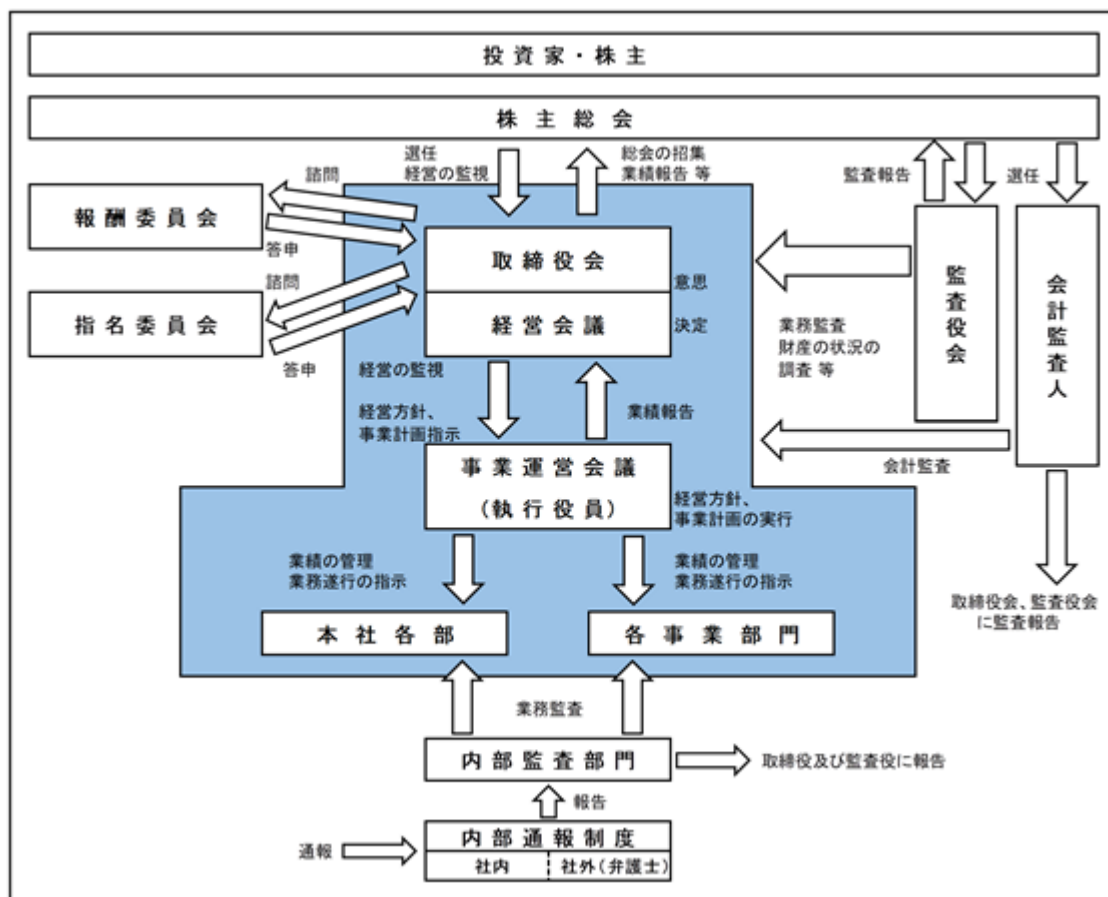 投資家・株主
株主総会
選任
経営の監視
総会の招集
業績報告 等
監査報告
選任
諮問
報酬委員会
答申
諮問
指名委員会
答申
取締役会
意思
経営会議
決定
監査役会
会計監査人
業務監査
財産の状況の
調査 等
経営の監視
経営方針、
事業計画指示
業績報告
会計監査
事業運営会議
(執行役員)
経営方針、
事業計画の実行
業績の管理
業務遂行の指示
業績の管理
業務遂行の指示
取締役会、監査役会
に監査報告
本社各部
各事業部門
業務監査
内部監査部門
取締役及び監査役に報告
報告
通報
内部通報制度
社内
社外(弁護士)